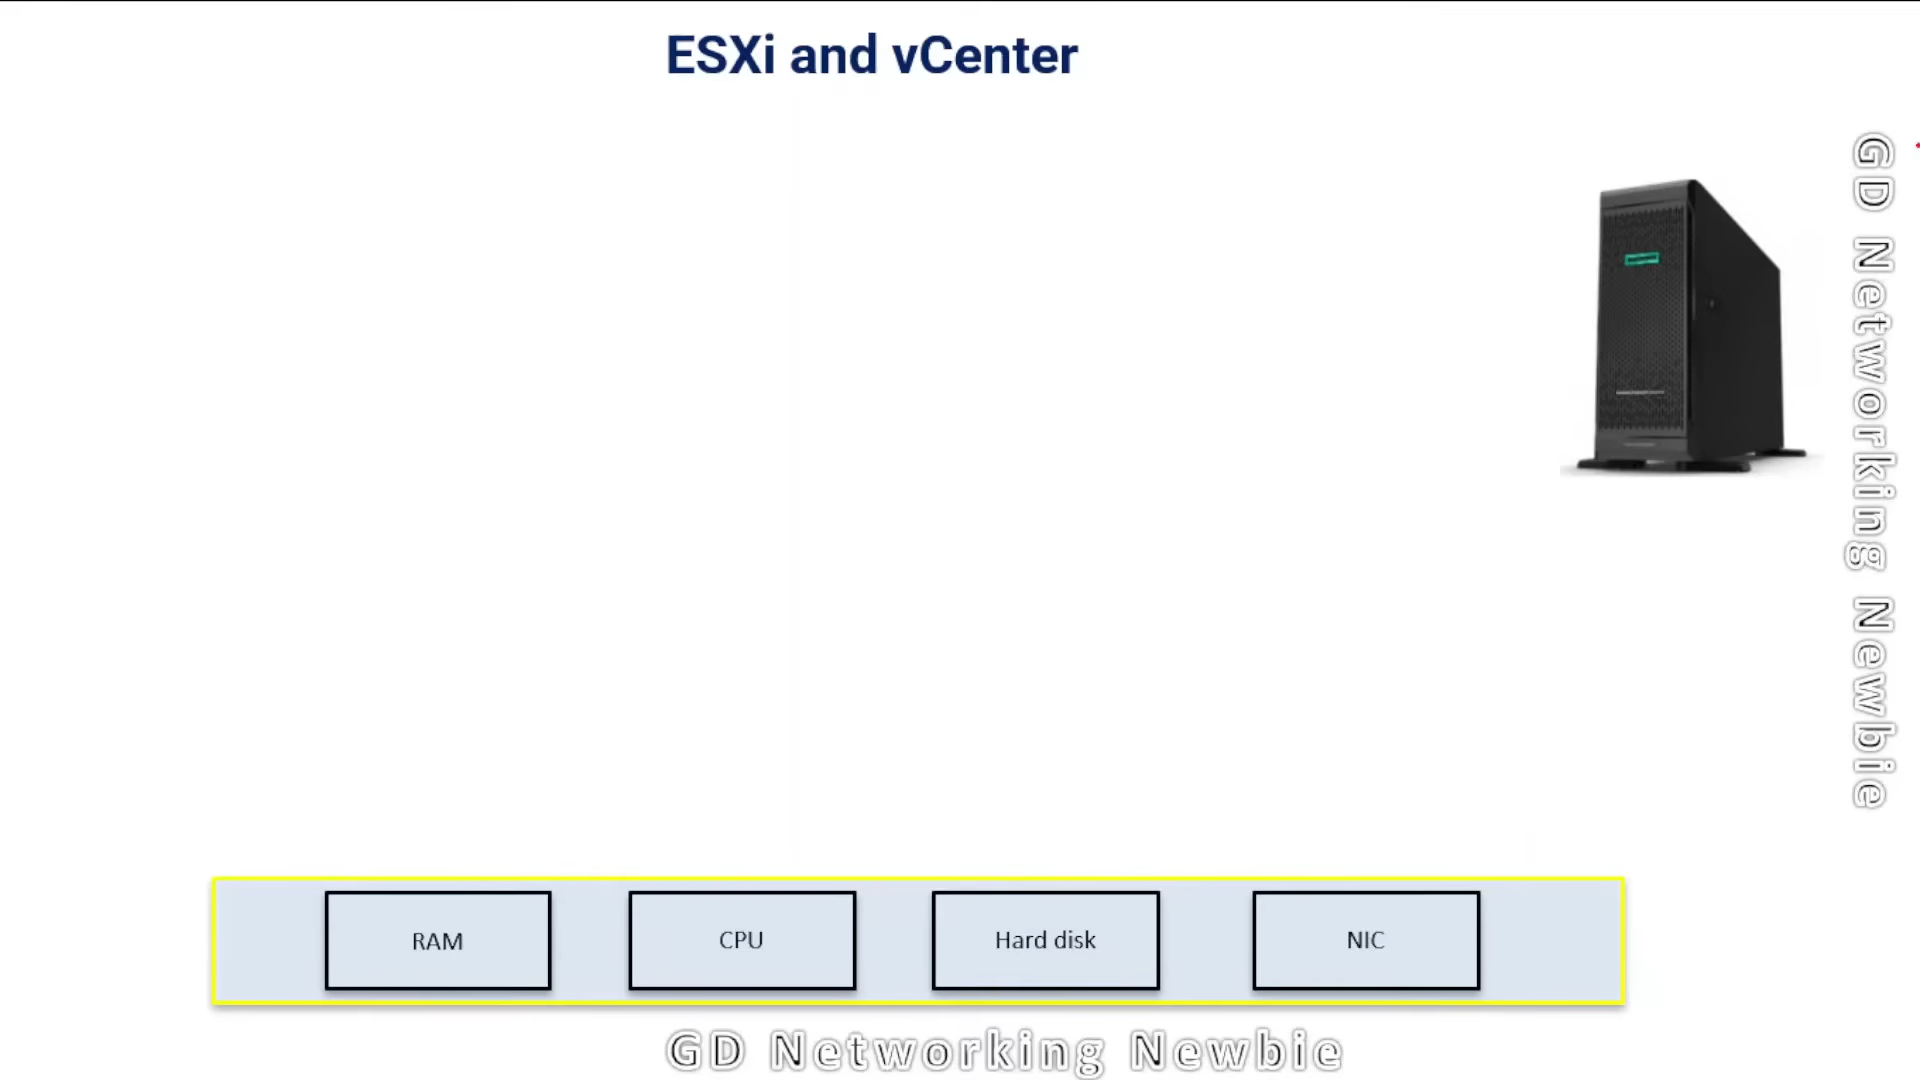 ESXi and vCenter
GD Networking Newbie
RAM
CPU
Hard disk
NIC
GD Networking Newbie